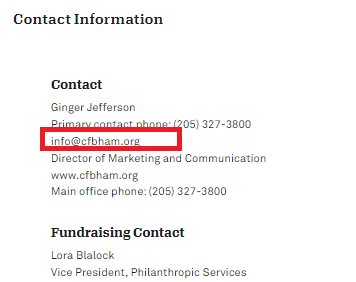 Contact Information
Contact
Ginger Jefferson
Primary contact phone: (205) 327-3800
info@cfbham.org
Director of Marketing and Communication
www.cfbham.org
Main office phone: (205) 327-3800
Fundraising Contact
Lora Blalock
Vice President, Philanthropic Services